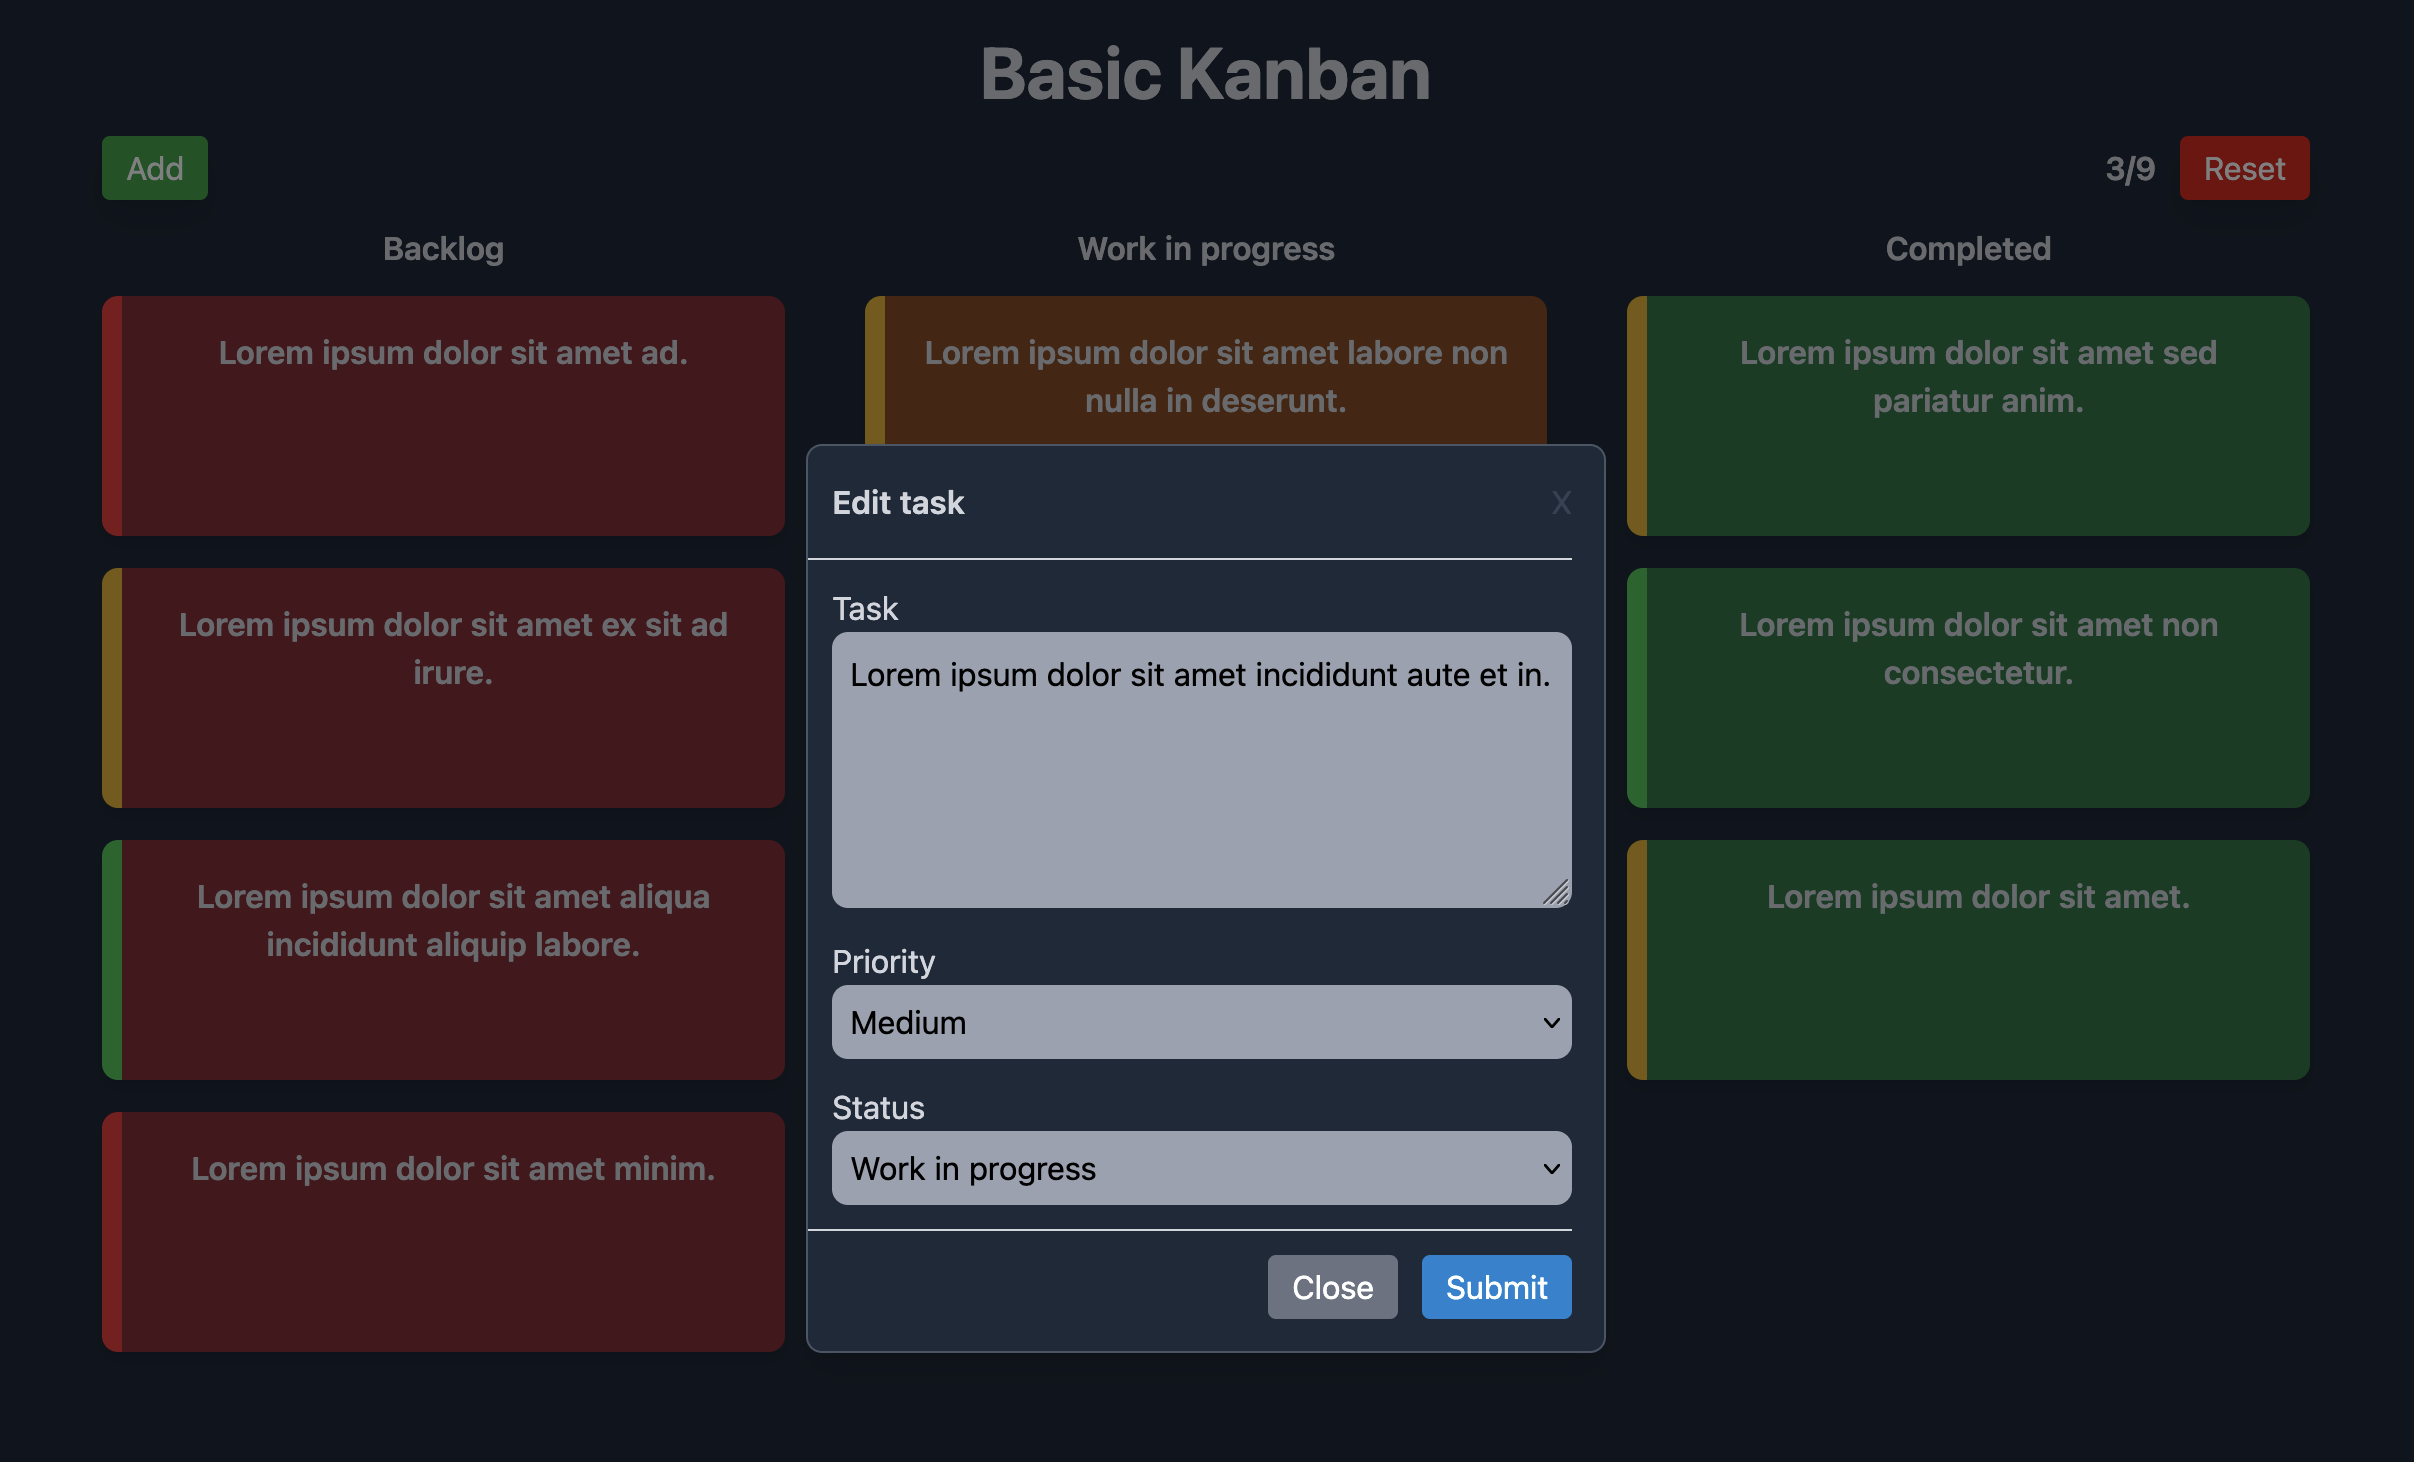 Basic Kanban
Add
3/9
Reset
Backlog
Work in progress
Completed
Lorem ipsum dolor sit amet ad.
Lorem ipsum dolor sit amet ex sit ad
irure.
Lorem ipsum dolor sit amet aliqua
incididunt aliquip labore.
Lorem ipsum dolor sit amet minim.
Lorem ipsum dolor sit amet labore non
nulla in deserunt.
Lorem ipsum dolor sit amet sed
pariatur anim.
Lorem ipsum dolor sit amet non
consectetur.
Lorem ipsum dolor sit amet.
Edit task
X
Task
Lorem ipsum dolor sit amet incididunt aute et in.
Priority
Medium
Status
Work in progress
Close
Submit